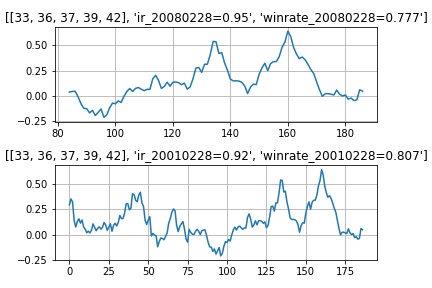 [[33, 36, 37, 39, 42], 'ir_20080228=0.95', 'winrate_20080228=0.777']
0.50
0.25
0.00
−0.25
80 100 120 140 160 180
[[33, 36, 37, 39, 42], 'ir_20010228=0.92', 'winrate_20010228=0.807']
0.50
0.25
0.00
−0.25
0 25 50 75 100 125 150 175